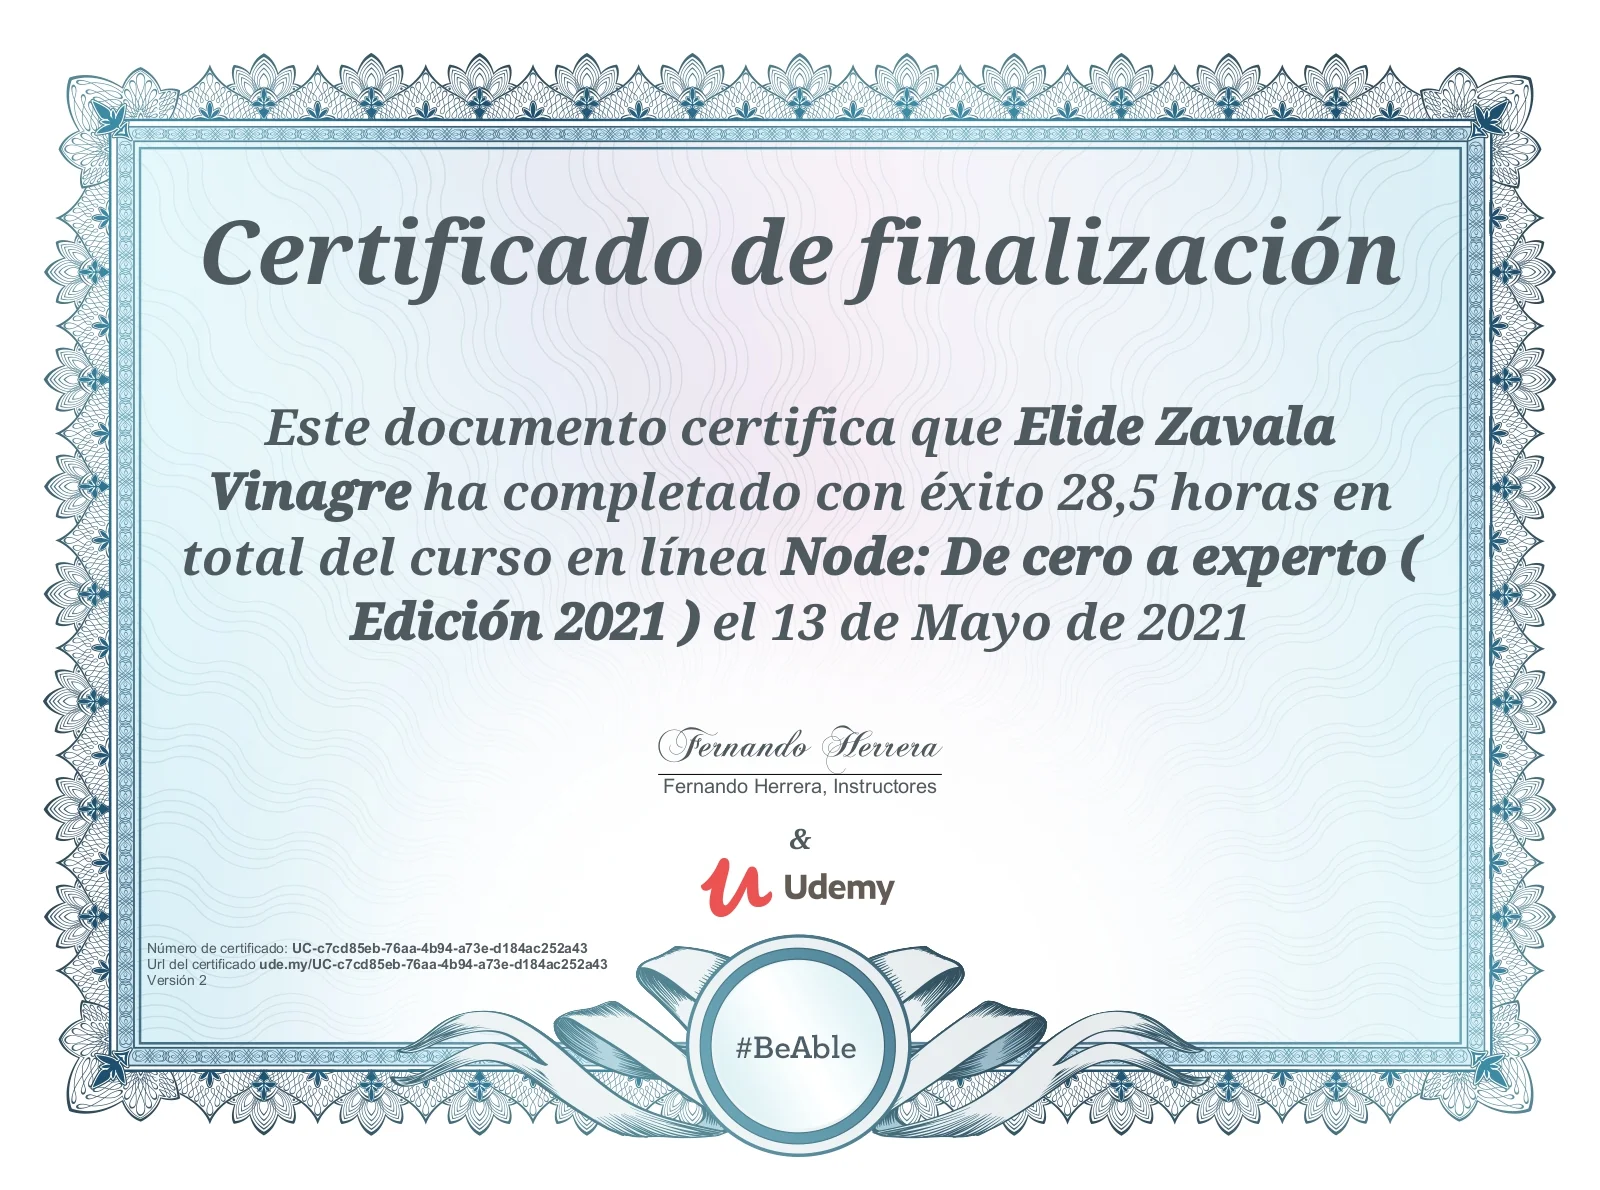 Certificado de finalización
Este documento certifica que Elide Zavala
Vinagre ha completado con éxito 28,5 horas en
total del curso en línea Node: De cero a experto (
Edición 2021 ) el 13 de Mayo de 2021
Fernando Herrera
Fernando Herrera, Instructores
&
Udemy
Número de certificado: UC-c7cd85eb-76aa-4b94-a73e-d184ac252a43
Url del certificado ude.my/UC-c7cd85eb-76aa-4b94-a73e-d184ac252a43
Versión 2
#BeAble